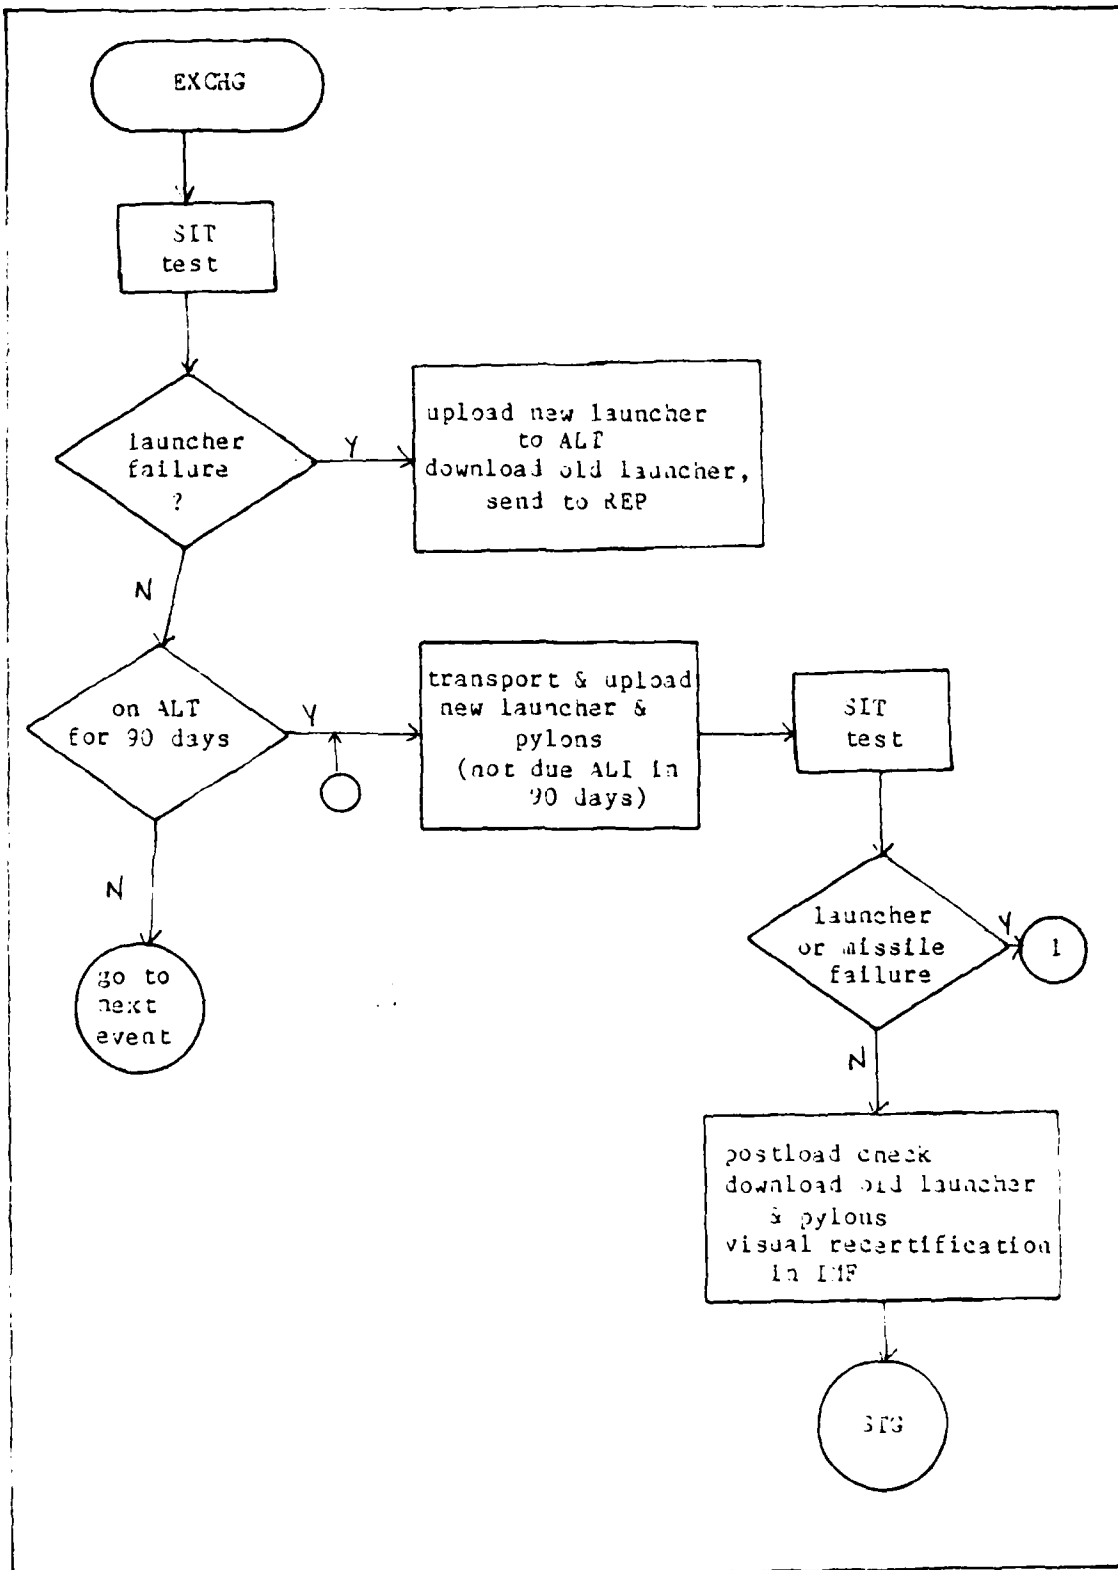 EXCHG
SIT
test
launcher
failure
?
Y
upload new launcher
to ALT
download old launcher,
send to REP
N
on ALT
for 90 days
Y
transport & upload
new launcher &
pylons
(not due ALT in
90 days)
SIT
test
N
go to
next
event
launcher
or missile
failure
Y
1
N
postload check
download old launcher
& pylons
visual recertification
in IMF
STG